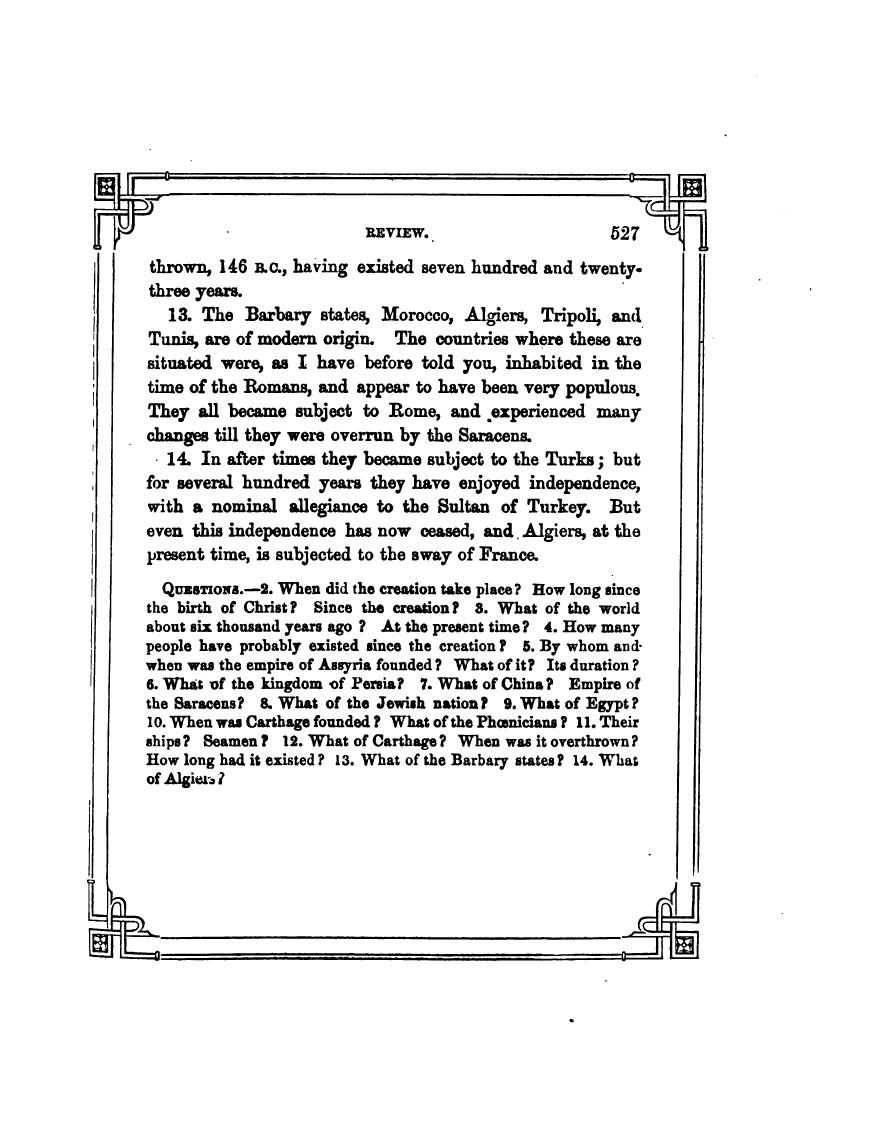 REVIEW. 527
thrown, 146 B.C., having existed seven hundred and twenty-
three years.
13. The Barbary states, Morocco, Algiers, Tripoli, and
Tunis, are of modern origin. The countries where these are
situated were, as I have before told you, inhabited in the
time of the Romans, and appear to have been very populous.
They all became subject to Rome, and experienced many
changes till they were overrun by the Saracens.
14. In after times they became subject to the Turks; but
for several hundred years they have enjoyed independence,
with a nominal allegiance to the Sultan of Turkey. But
even this independence has now ceased, and Algiers, at the
present time, is subjected to the sway of France.
QUESTIONS.—2. When did the creation take place? How long since
the birth of Christ? Since the creation? 3. What of the world
about six thousand years ago? At the present time? 4. How many
people have probably existed since the creation? 5. By whom and
when was the empire of Assyria founded? What of it? Its duration?
6. What of the kingdom of Persia? 7. What of China? Empire of
the Saracens? 8. What of the Jewish nation? 9. What of Egypt?
10. When was Carthage founded? What of the Phœnicians? 11. Their
ships? Seamen? 12. What of Carthage? When was it overthrown?
How long had it existed? 13. What of the Barbary states? 14. What
of Algiers?